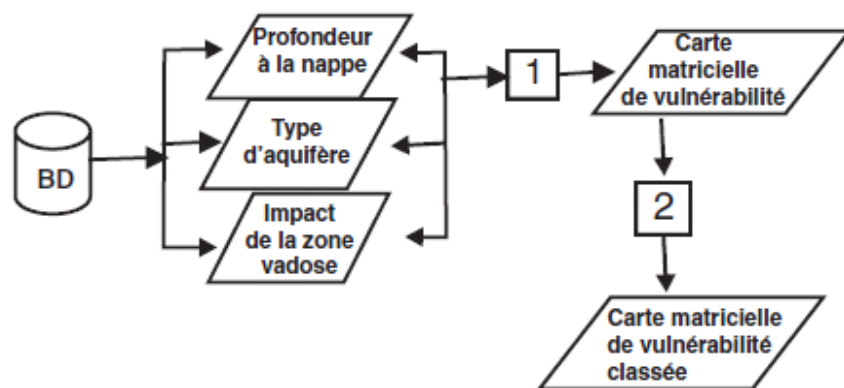 BD
Profondeur
à la nappe
Type
d'aquifère
Impact
de la zone
vadose
1
Carte
matricielle
de vulnérabilité
2
Carte matricielle
de vulnérabilité
classée